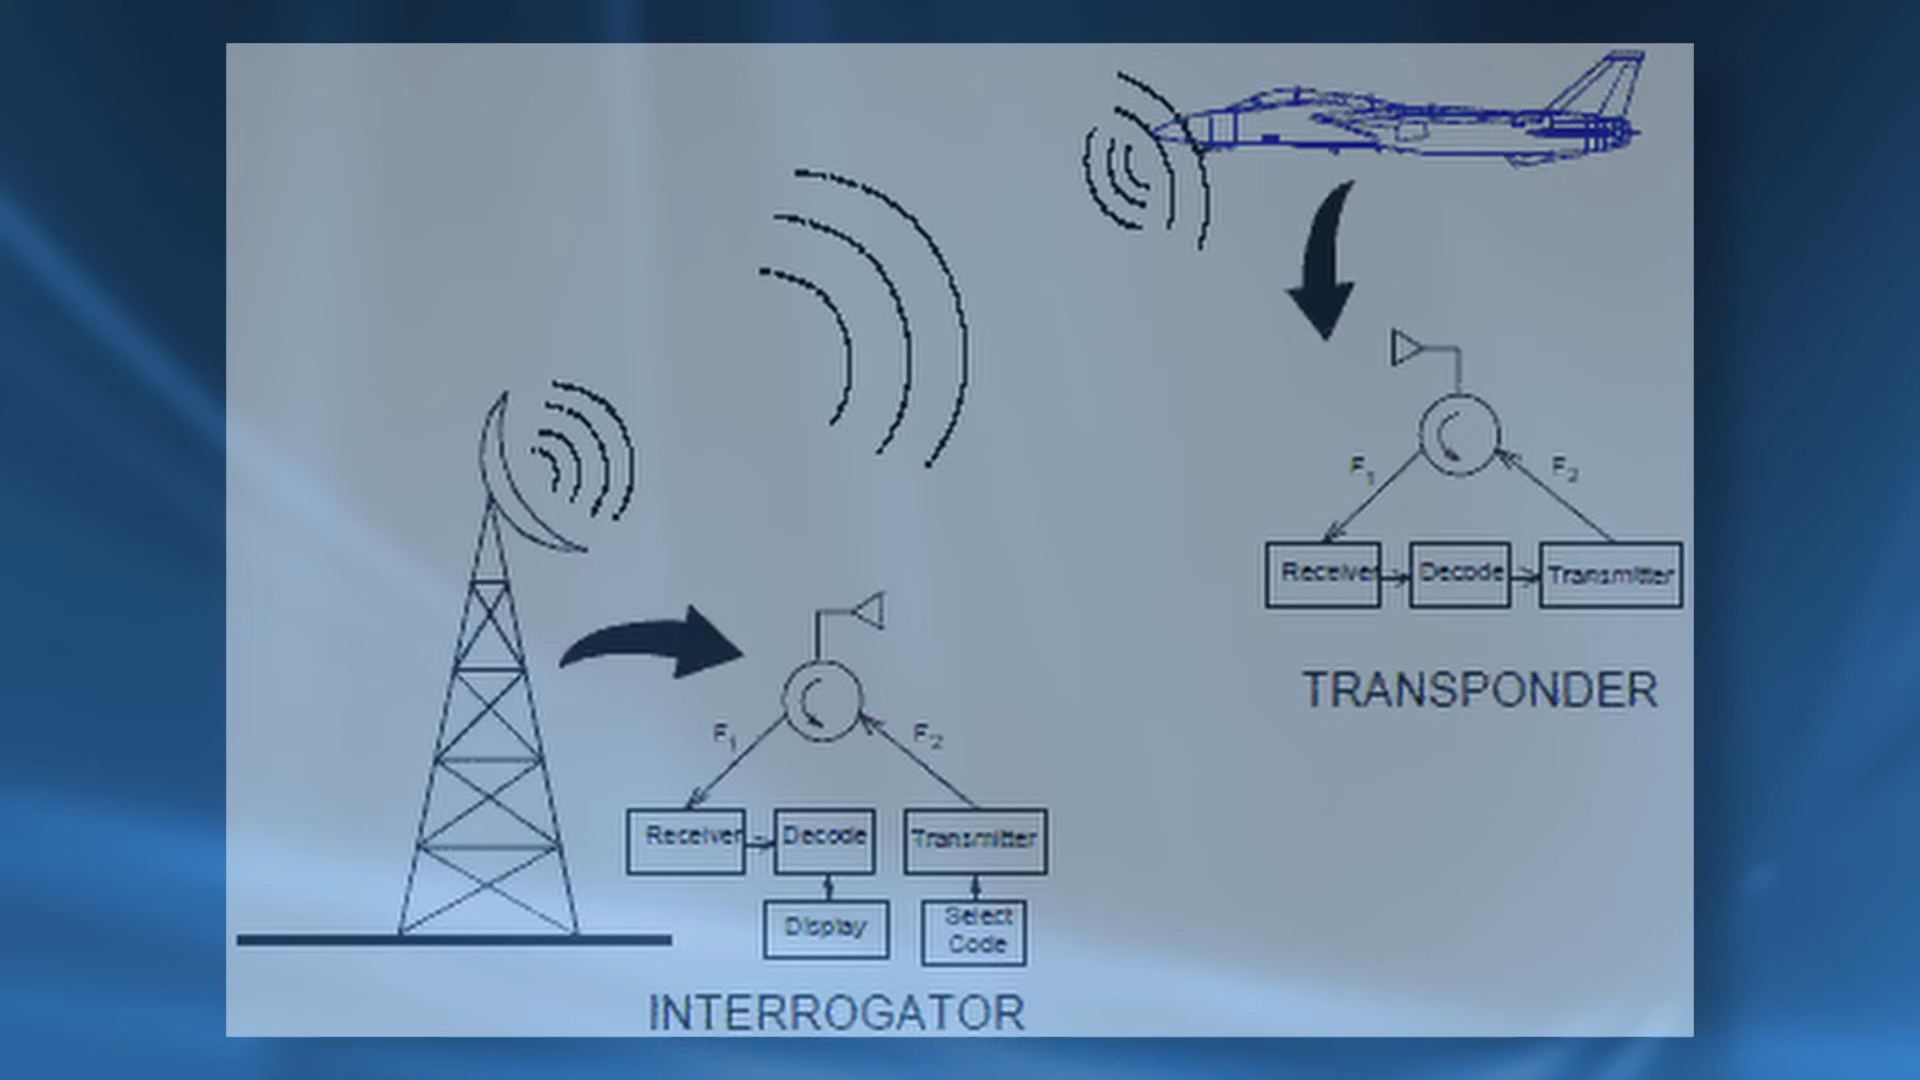 F1
F2
Receiver
Decode
Transmitter
TRANSPONDER
F1
F2
Receiver
Decode
Transmitter
Display
Select
Code
INTERROGATOR